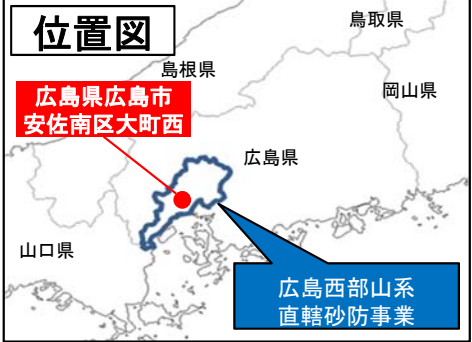 位置図
鳥取県
島根県
岡山県
広島県広島市
安佐南区大町西
広島県
山口県
広島西部山系
直轄砂防事業